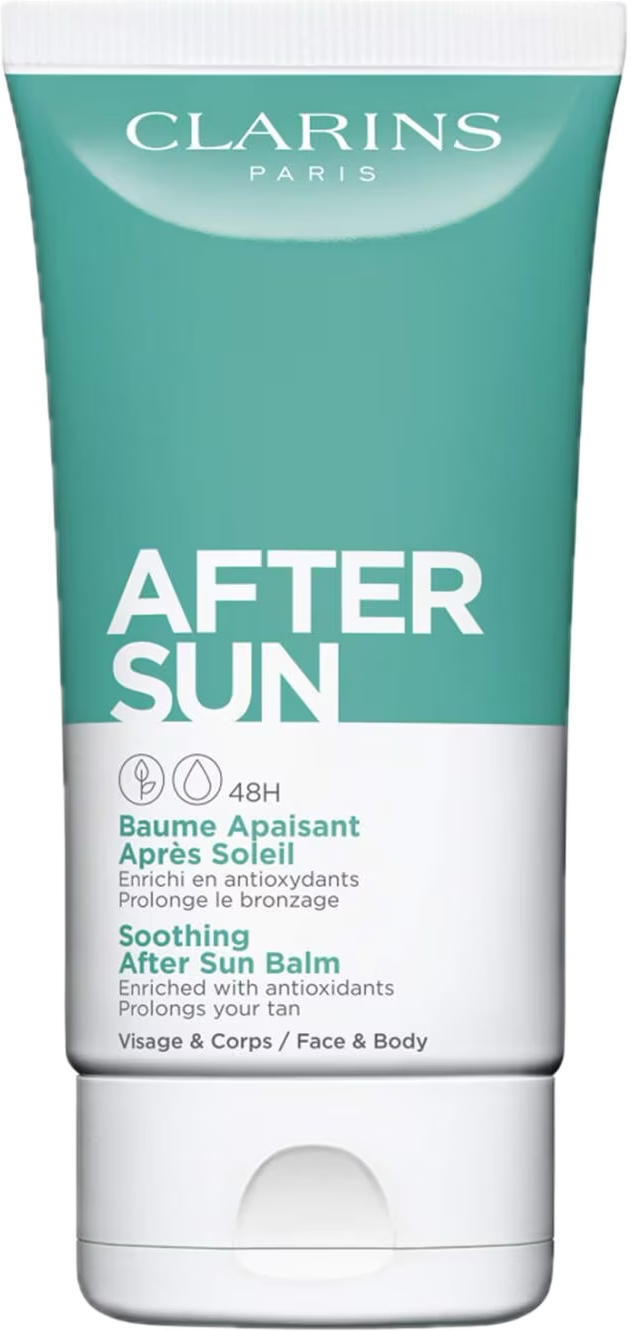 CLARINS
PARIS
AFTER
SUN
48H
Baume Apaisant
Après Soleil
Enrichi en antioxydants
Prolonge le bronzage
Soothing
After Sun Balm
Enriched with antioxidants
Prolongs your tan
Visage & Corps / Face & Body